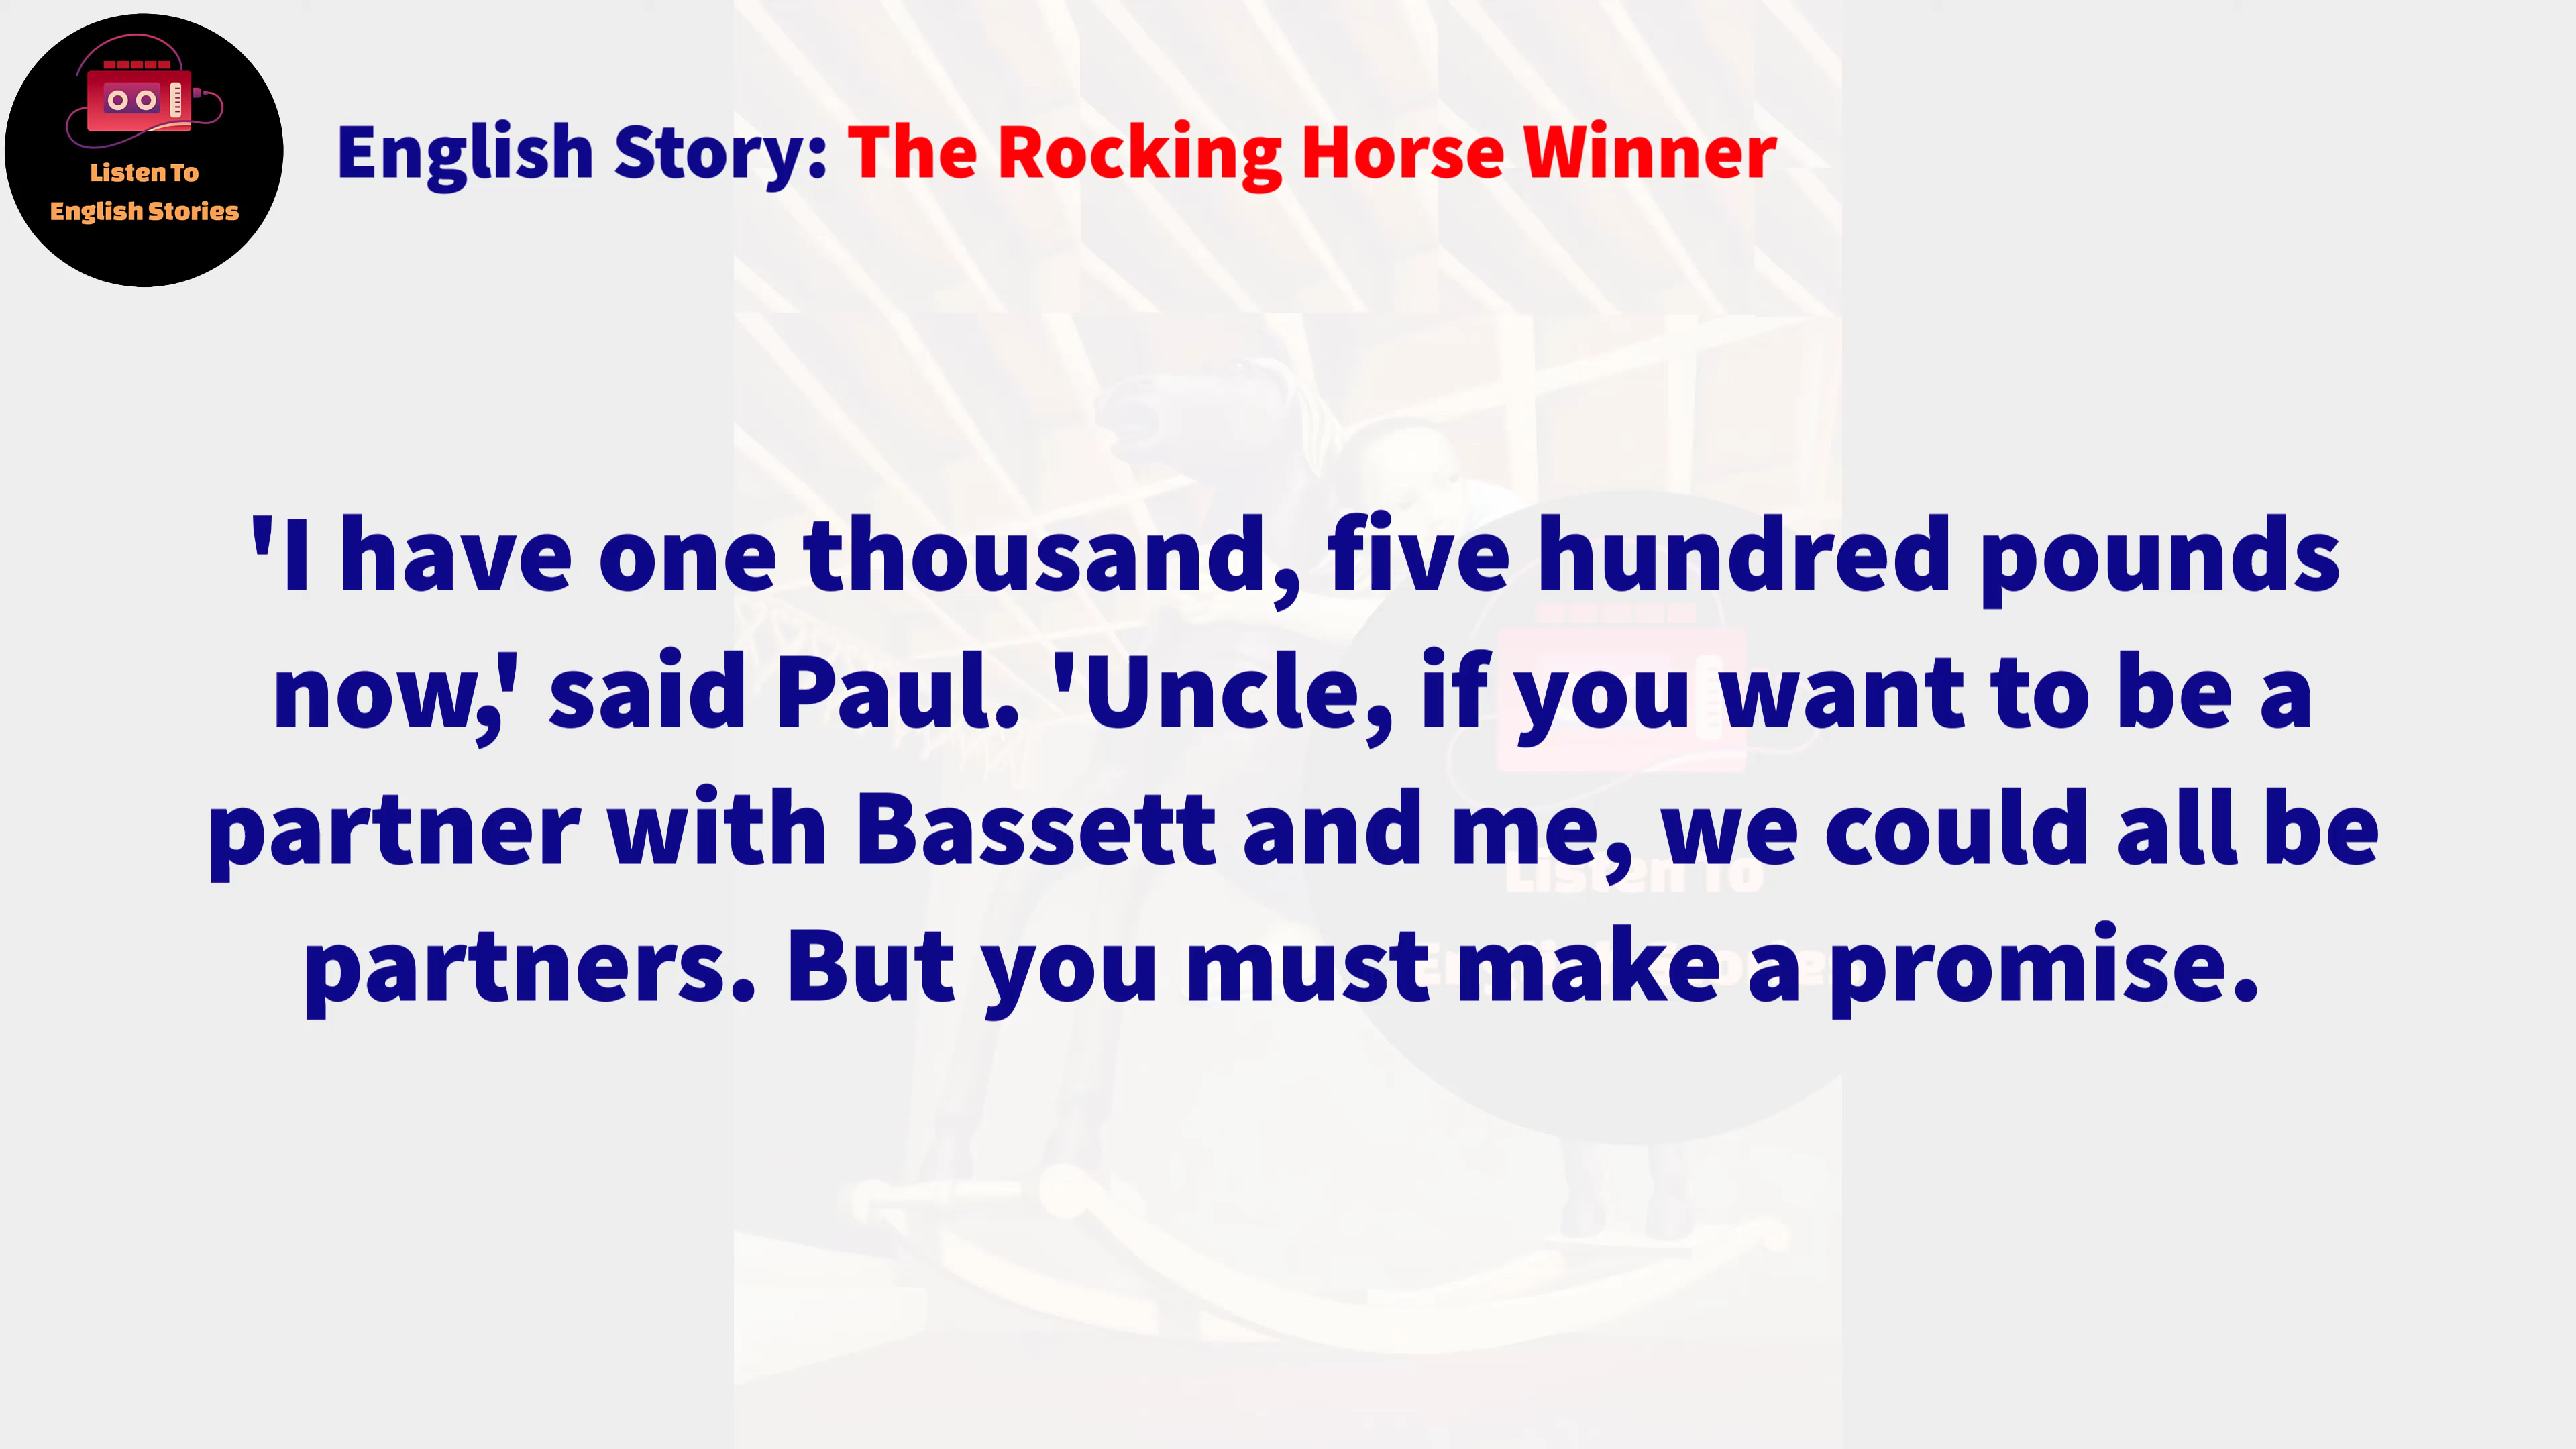 Listen To
English Stories
English Story: The Rocking Horse Winner
'I have one thousand, five hundred pounds
now,' said Paul. 'Uncle, if you want to be a
partner with Bassett and me, we could all be
partners. But you must make a promise.
Listen To